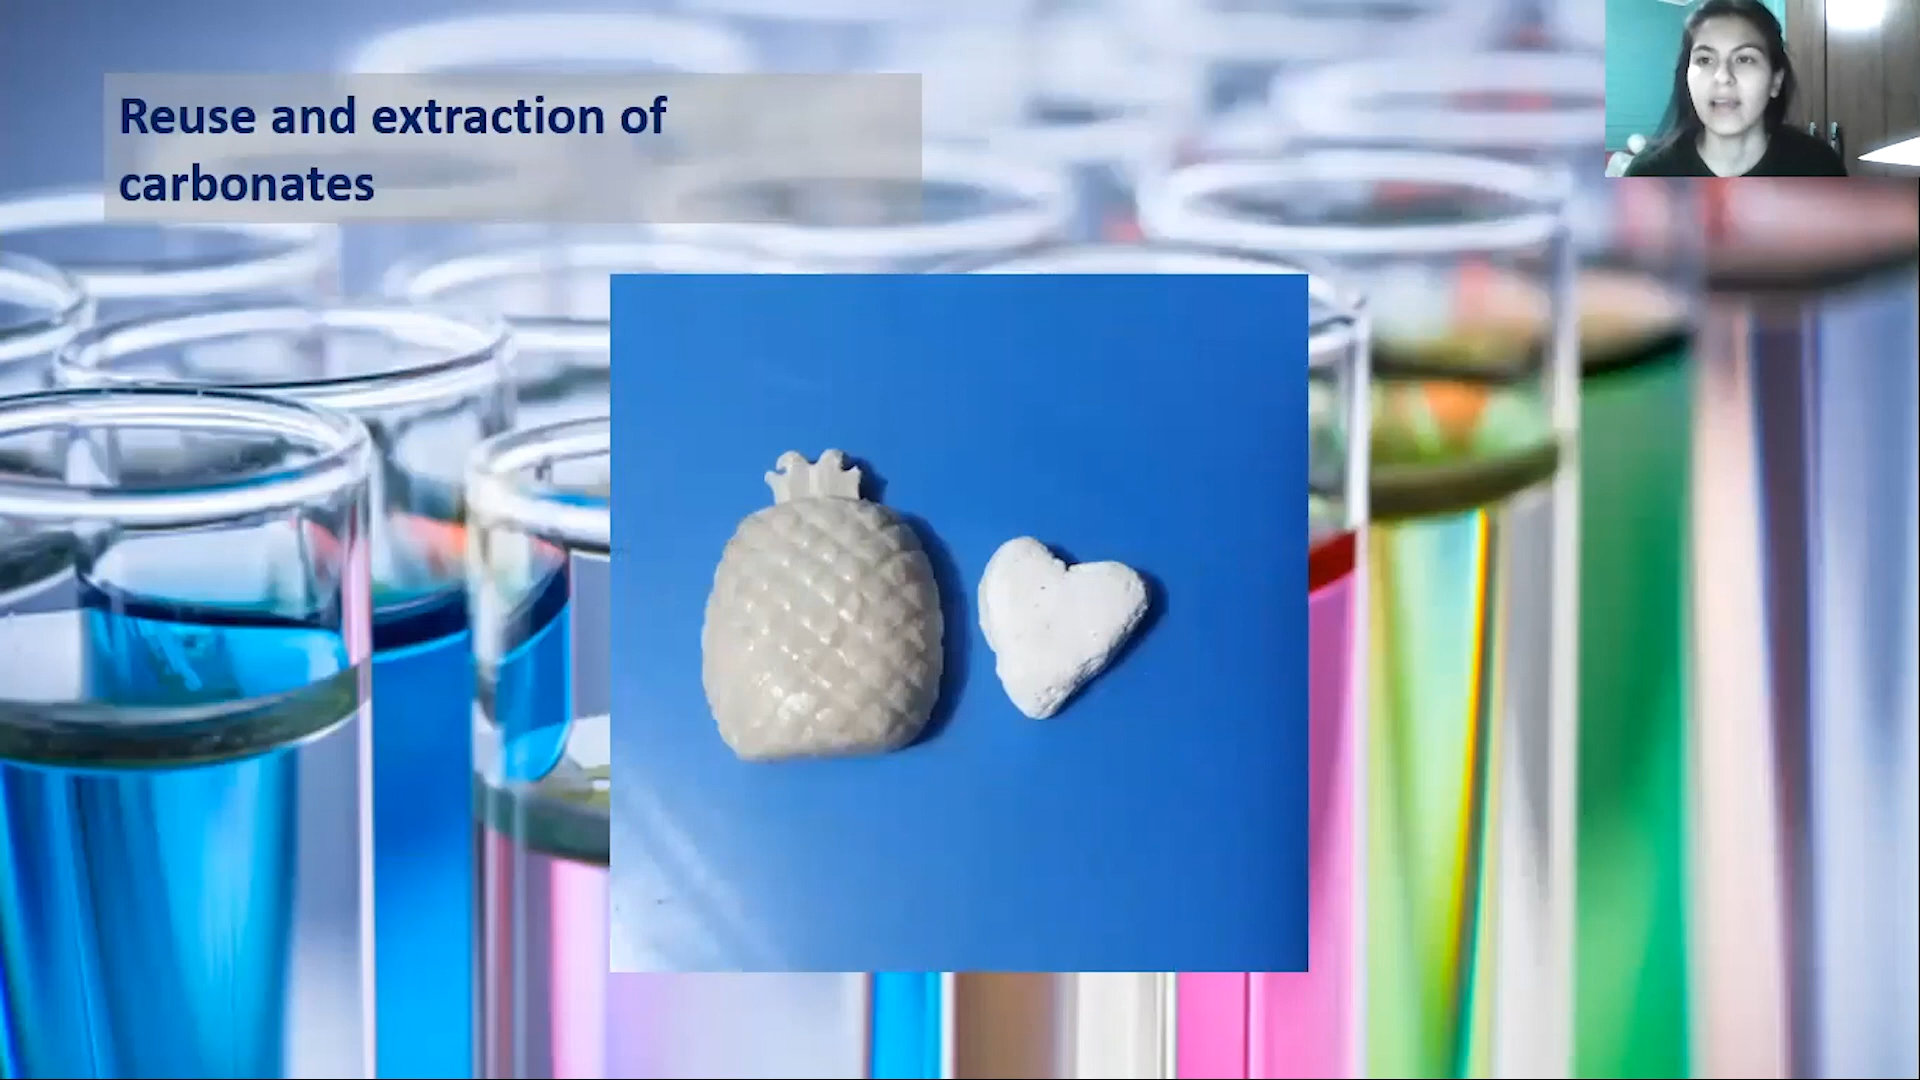 Reuse and extraction of
carbonates